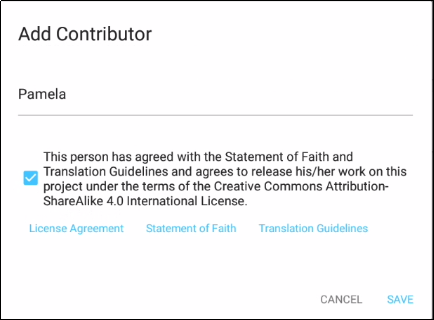 Add Contributor
Pamela
This person has agreed with the Statement of Faith and
Translation Guidelines and agrees to release his/her work on this
project under the terms of the Creative Commons Attribution-
ShareAlike 4.0 International License.
License Agreement Statement of Faith Translation Guidelines
CANCEL SAVE